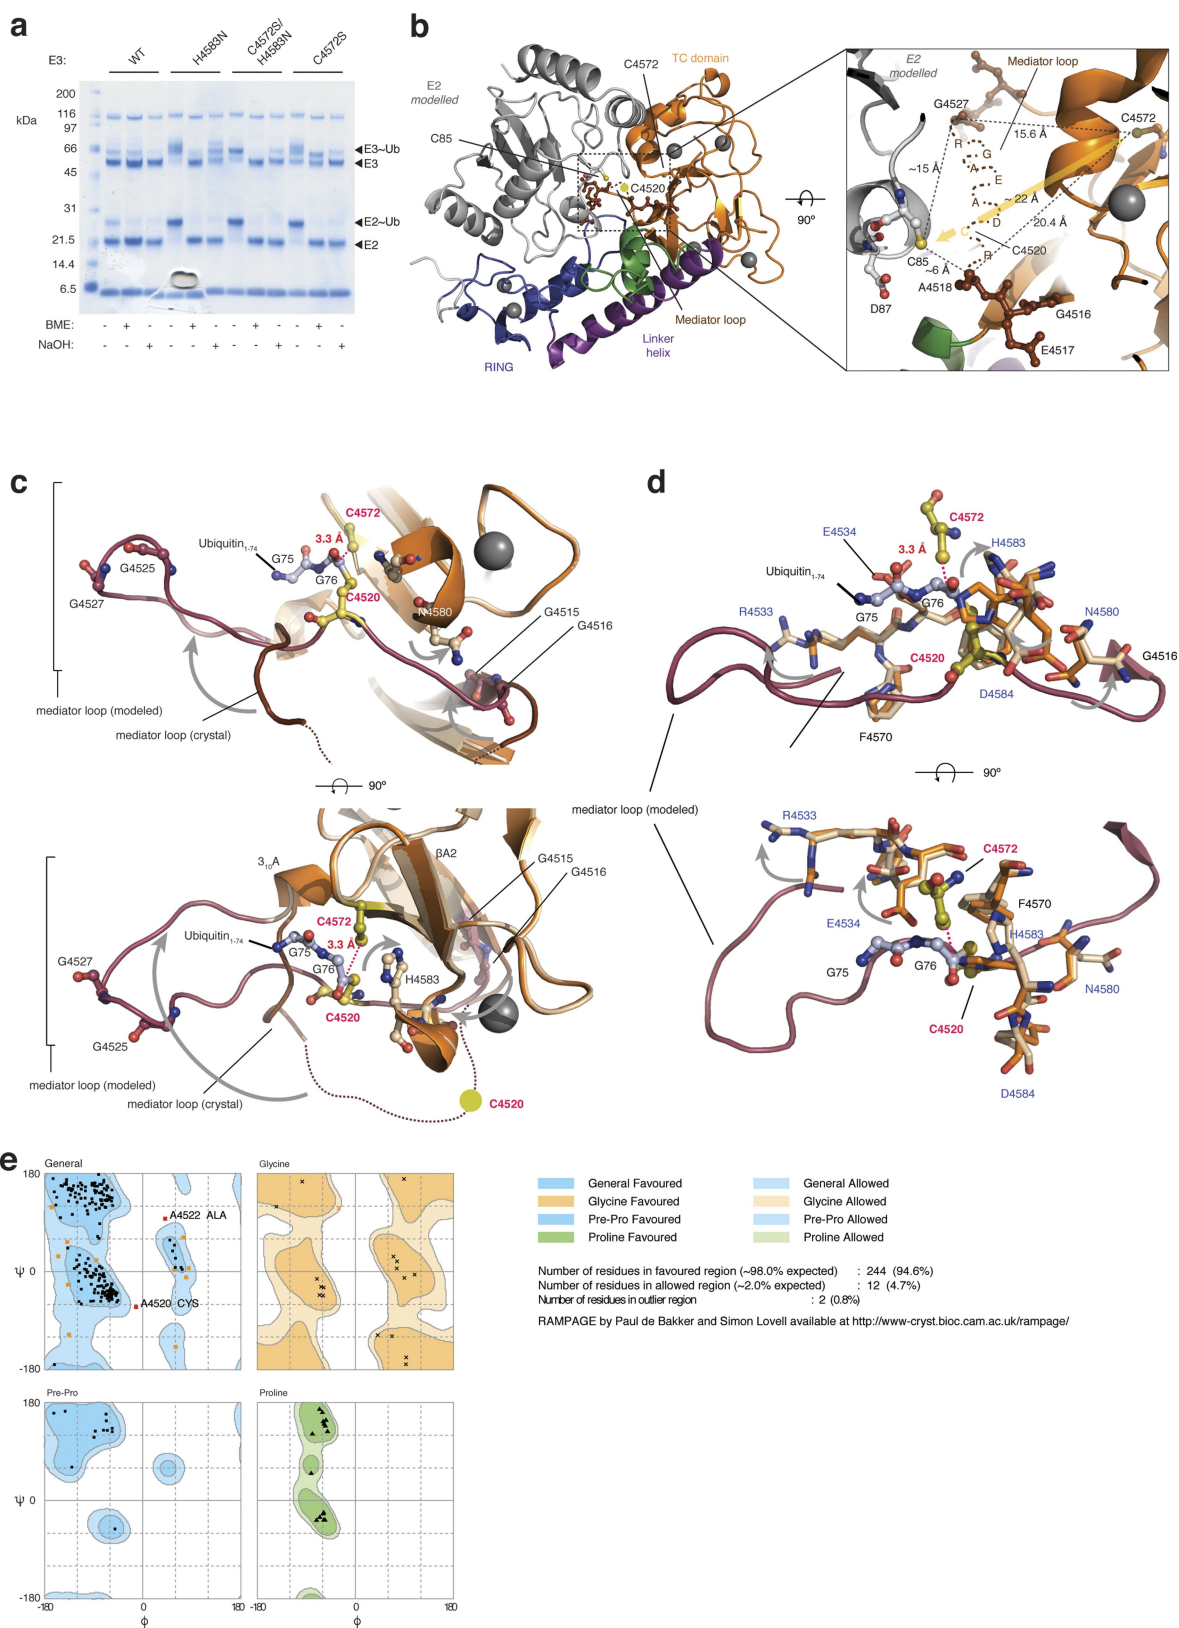 a
E3:
WT
H4583N
C4572S/
H4583N
C4572S
kDa
200
116
97
66
45
31
21.5
14.4
6.5
E3~Ub
E3
E2~Ub
E2
BME: - + - - + - - + - - + -
NaOH: - - + - - + - - + - - +
b
E2
modelled
C85
C4572
TC domain
C4520
Mediator loop
Linker
helix
RING
90º
E2
modelled
Mediator loop
G4527
C4572
15.6 Å
R
G
A
E
A
D
C
R
~15 Å
~ 22 Å
20.4 Å
C4520
C85
~6 Å
A4518
D87
G4516
E4517
c
C4572
Ubiquitin1-74
3.3 Å
G75
G76
G4525
G4527
C4520
N4580
G4515
G4516
mediator loop (modeled)
mediator loop (crystal)
90º
310A
βA2
G4515
G4516
C4572
Ubiquitin1-74
3.3 Å
G75
G76
H4583
G4527
C4520
G4525
mediator loop (modeled)
mediator loop (crystal)
C4520
d
C4572
E4534
H4583
3.3 Å
Ubiquitin1-74
G75
G76
R4533
N4580
C4520
G4516
D4584
F4570
90º
mediator loop (modeled)
R4533
C4572
F4570
E4534
H4583
G75
G76
N4580
C4520
D4584
e
General
Glycine
180
A4522 ALA
ψ 0
A4520 CYS
-180
Pre-Pro
Proline
180
ψ 0
-180
-180 0 180 -180 0 180
ϕ ϕ
General Favoured
Glycine Favoured
Pre-Pro Favoured
Proline Favoured
General Allowed
Glycine Allowed
Pre-Pro Allowed
Proline Allowed
Number of residues in favoured region (~98.0% expected) : 244 (94.6%)
Number of residues in allowed region (~2.0% expected) : 12 (4.7%)
Number of residues in outlier region : 2 (0.8%)
RAMPAGE by Paul de Bakker and Simon Lovell available at http://www-cryst.bioc.cam.ac.uk/rampage/